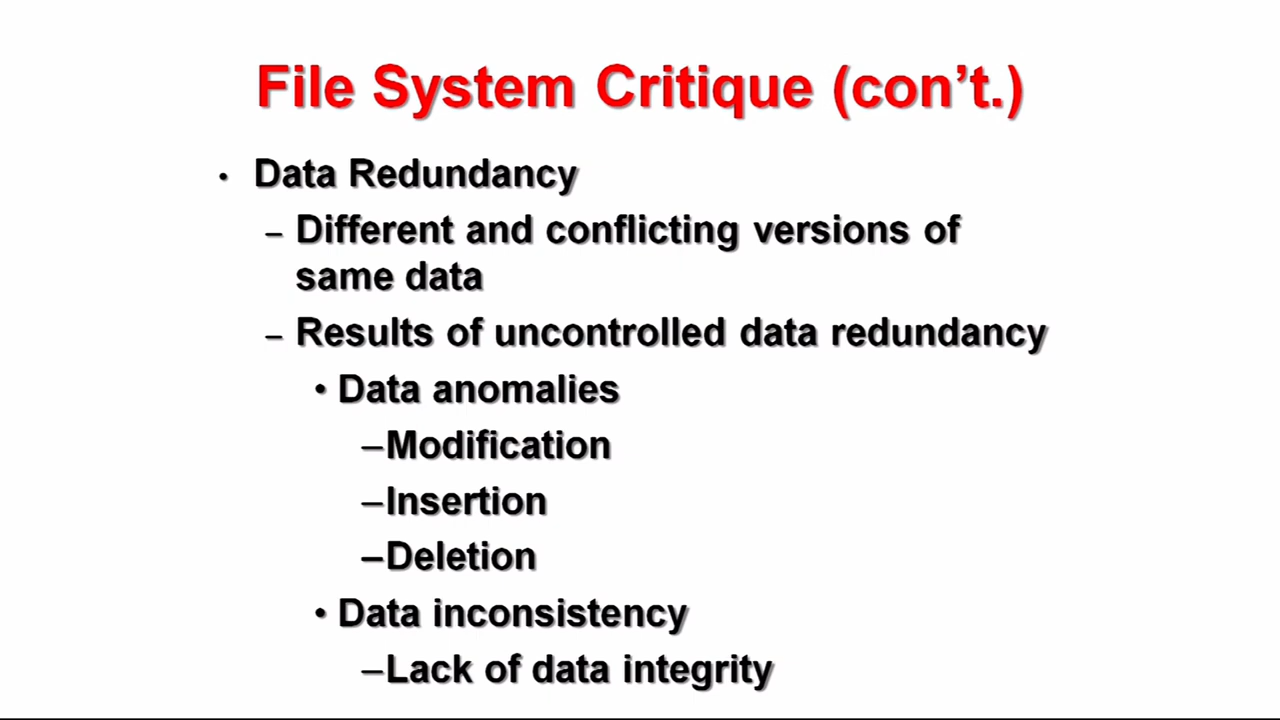 File System Critique (con’t.)
• Data Redundancy
– Different and conflicting versions of
same data
– Results of uncontrolled data redundancy
• Data anomalies
–Modification
–Insertion
–Deletion
• Data inconsistency
–Lack of data integrity